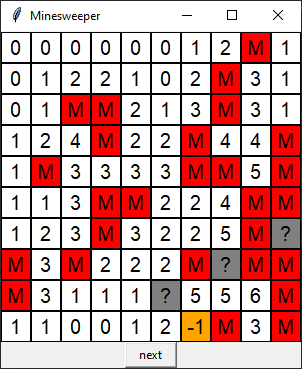 Minesweeper
0 0 0 0 0 0 1 2 M 1
0 1 2 2 1 0 2 M 3 1
0 1 M M 2 1 3 M 3 1
1 2 4 M 2 2 M 4 4 M
1 M 3 3 3 3 M M 5 M
1 1 3 M M 2 2 4 M M
1 2 3 M 3 2 2 5 M ?
M 3 M 2 2 2 M ? M M
M 3 1 1 1 ? 5 5 6 M
1 1 0 0 1 2 -1 M 3 M
next